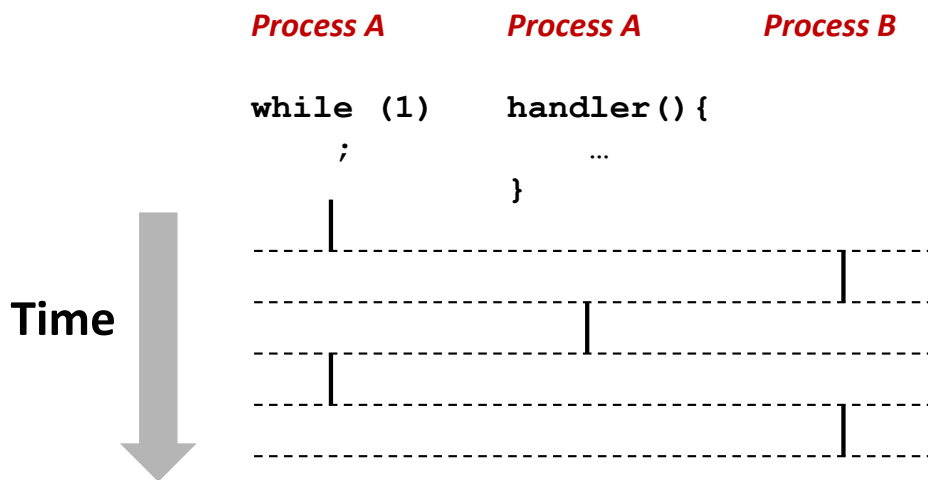 Process A Process A Process B
while (1) handler(){
; …
}
Time